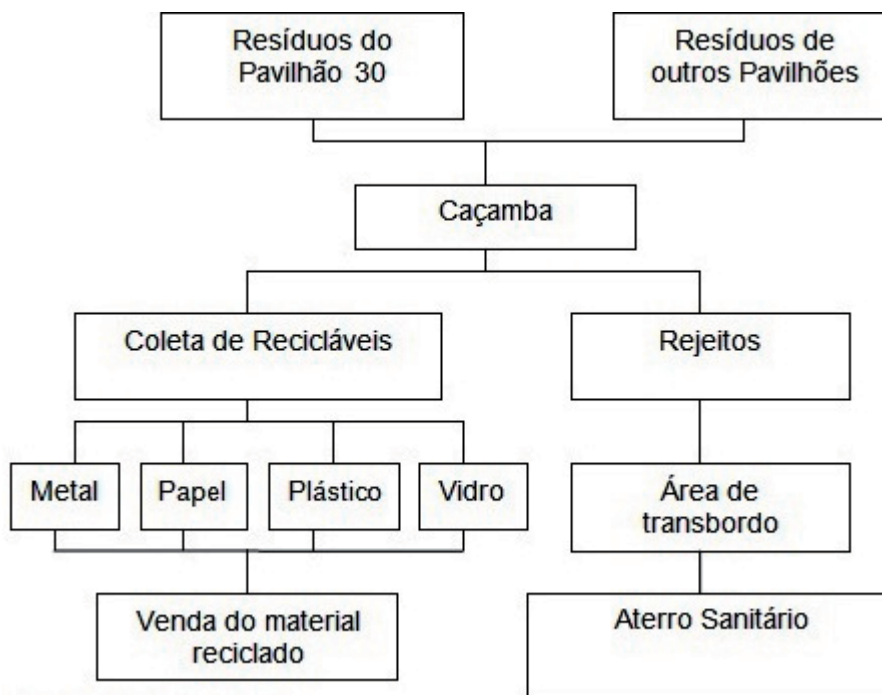 Resíduos do
Pavilhão 30
Resíduos de
outros Pavilhões
Caçamba
Coleta de Recicláveis
Rejeitos
Metal
Papel
Plástico
Vidro
Área de
transbordo
Venda do material
reciclado
Aterro Sanitário